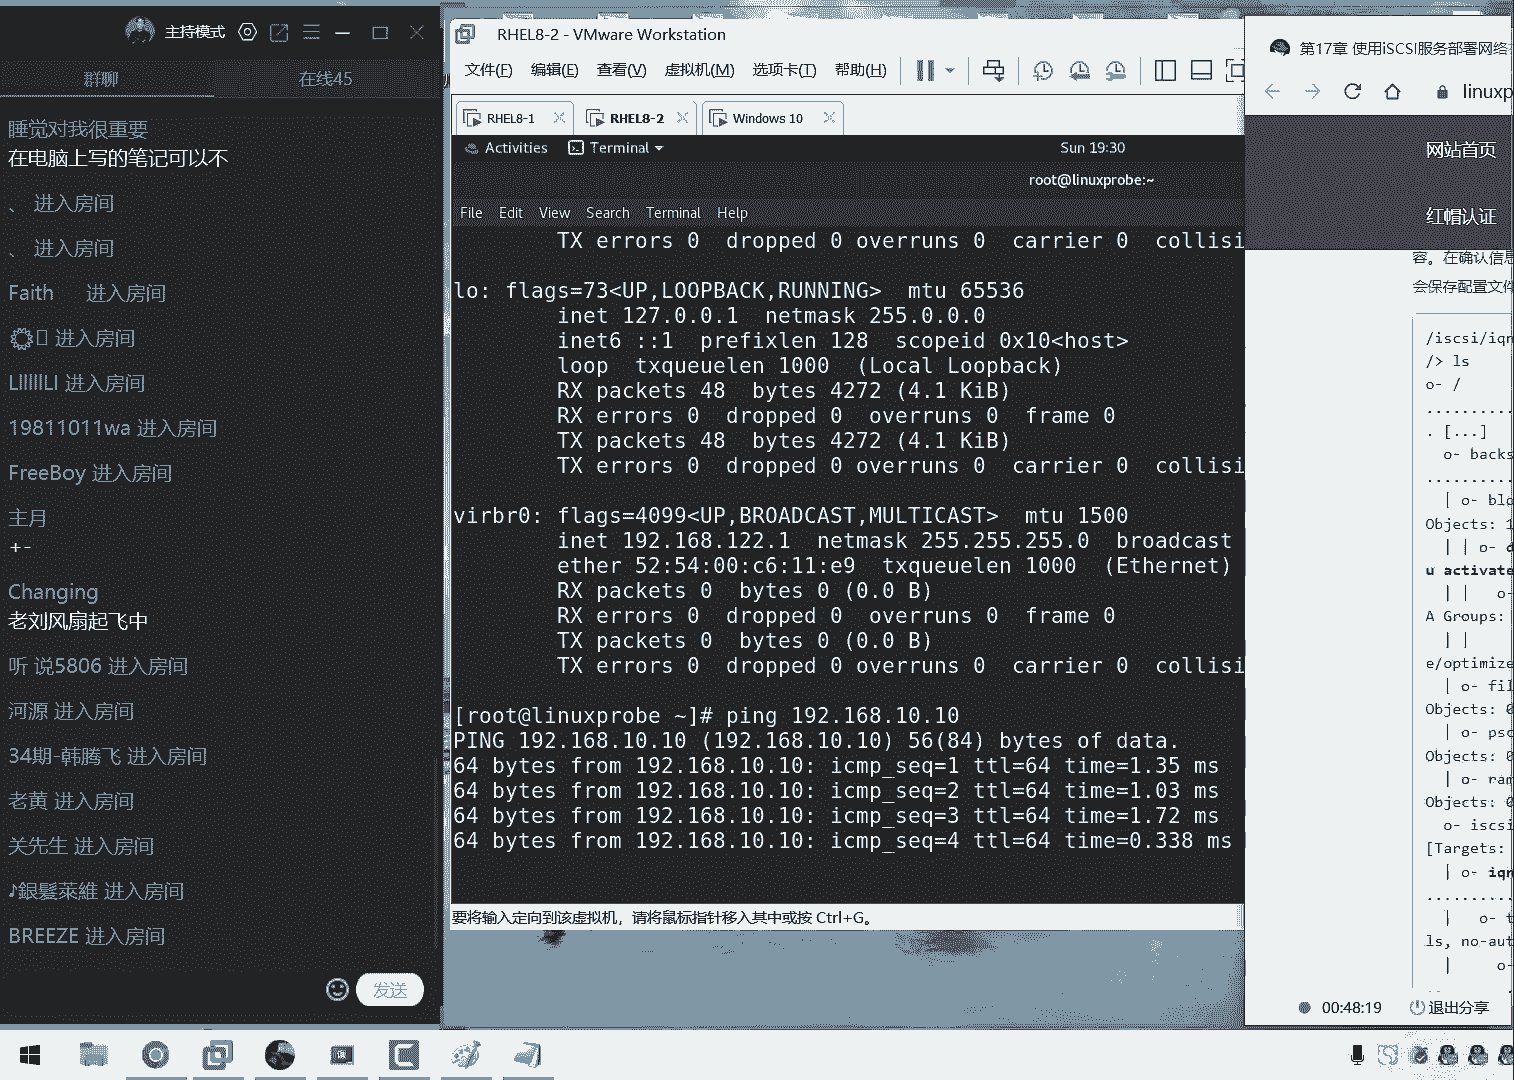 主持模式
群聊
在线45
睡觉对我很重要
在电脑上写的笔记可以不
、 进入房间
、 进入房间
Faith 进入房间
进入房间
LlllllLl 进入房间
19811011wa 进入房间
FreeBoy 进入房间
主月
+-
Changing
老刘风扇起飞中
听 说5806 进入房间
河源 进入房间
34期-韩腾飞 进入房间
老黄 进入房间
关先生 进入房间
♪銀髮萊維 进入房间
BREEZE 进入房间
发送
RHEL8-2 - VMware Workstation
文件(F) 编辑(E) 查看(V) 虚拟机(M) 选项卡(T) 帮助(H)
RHEL8-1 RHEL8-2 Windows 10
Activities Terminal Sun 19:30
root@linuxprobe:~
File Edit View Search Terminal Help
TX errors 0 dropped 0 overruns 0 carrier 0 collisi
lo: flags=73<UP,LOOPBACK,RUNNING> mtu 65536
inet 127.0.0.1 netmask 255.0.0.0
inet6 ::1 prefixlen 128 scopeid 0x10<host>
loop txqueuelen 1000 (Local Loopback)
RX packets 48 bytes 4272 (4.1 KiB)
RX errors 0 dropped 0 overruns 0 frame 0
TX packets 48 bytes 4272 (4.1 KiB)
TX errors 0 dropped 0 overruns 0 carrier 0 collisi
virbr0: flags=4099<UP,BROADCAST,MULTICAST> mtu 1500
inet 192.168.122.1 netmask 255.255.255.0 broadcast
ether 52:54:00:c6:11:e9 txqueuelen 1000 (Ethernet)
RX packets 0 bytes 0 (0.0 B)
RX errors 0 dropped 0 overruns 0 frame 0
TX packets 0 bytes 0 (0.0 B)
TX errors 0 dropped 0 overruns 0 carrier 0 collisi
[root@linuxprobe ~]# ping 192.168.10.10
PING 192.168.10.10 (192.168.10.10) 56(84) bytes of data.
64 bytes from 192.168.10.10: icmp_seq=1 ttl=64 time=1.35 ms
64 bytes from 192.168.10.10: icmp_seq=2 ttl=64 time=1.03 ms
64 bytes from 192.168.10.10: icmp_seq=3 ttl=64 time=1.72 ms
64 bytes from 192.168.10.10: icmp_seq=4 ttl=64 time=0.338 ms
要将输入定向到该虚拟机，请将鼠标指针移入其中或按 Ctrl+G。
第17章 使用iSCSI服务部署网络
linuxp
网站首页
红帽认证
容。在确认信息
会保存配置文件
/iscsi/iqn
/> ls
o- /
..........
. [...]
o- backs
..........
| o- blo
Objects: 1
| | o- d
u activate
| | o-
A Groups:
| |
e/optimize
| o- fil
Objects: 0
| o- psc
Objects: 0
| o- ram
Objects: 0
o- iscsi
[Targets:
| o- iqn
..........
| o- t
ls, no-aut
| o-
00:48:19 退出分享